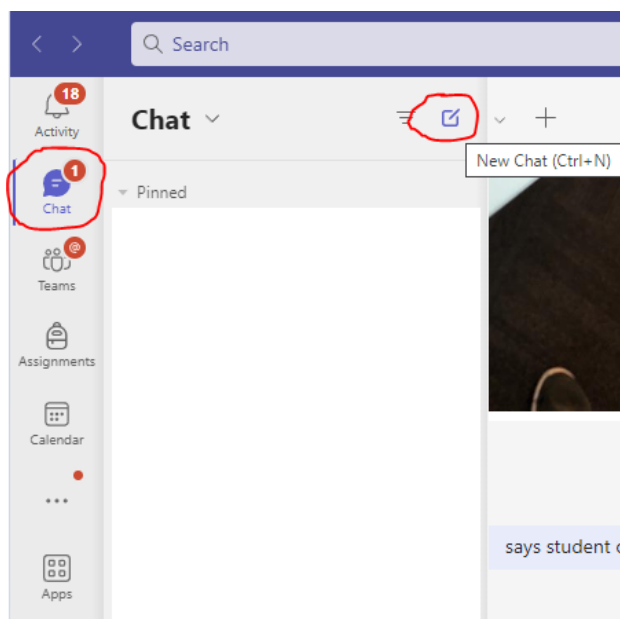 Search
18
Activity
Chat
New Chat (Ctrl+N)
1
Chat
Pinned
@
Teams
Assignments
Calendar
...
says student
Apps